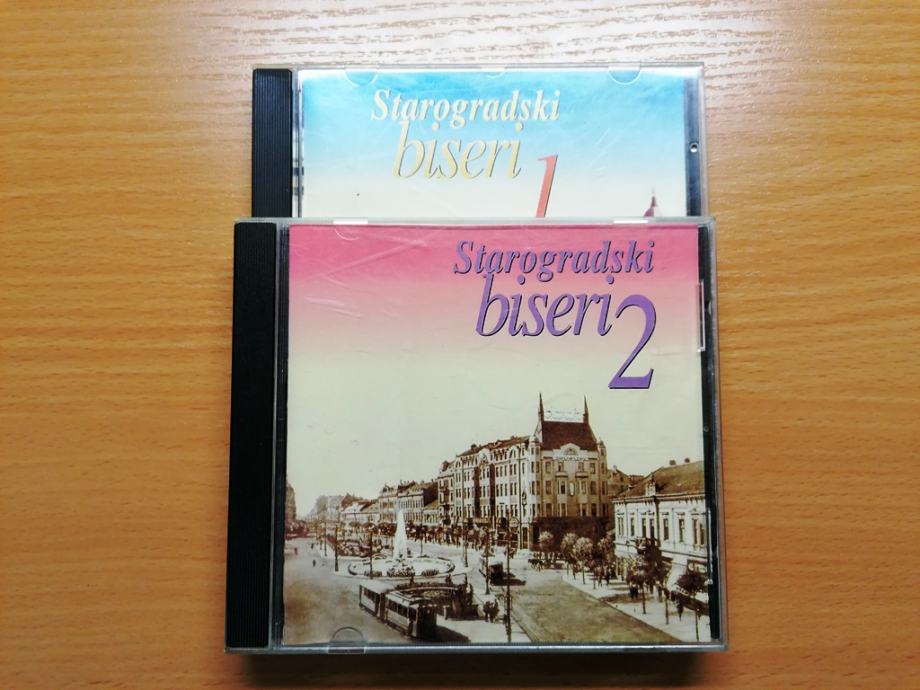 Starogradski
biseri
1
Starogradski
biseri 2